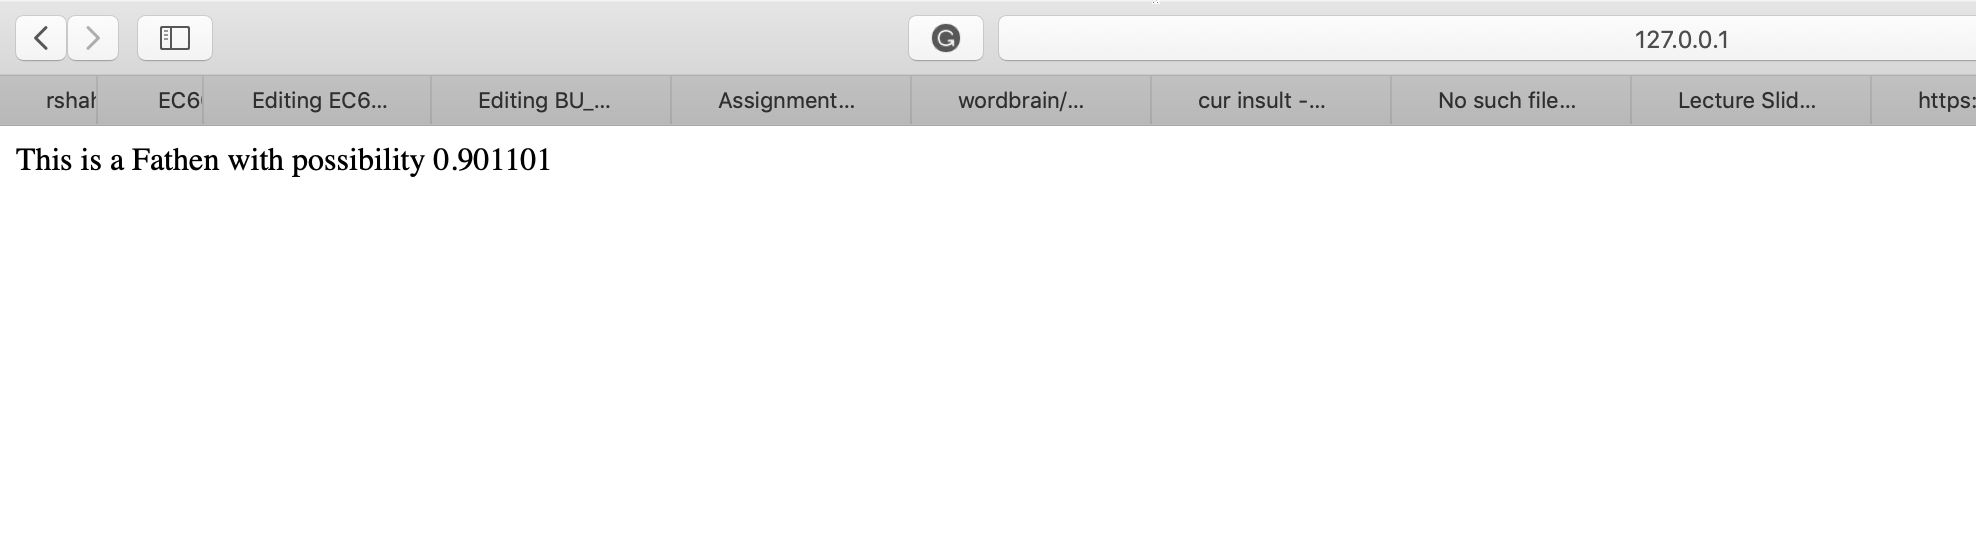 127.0.0.1
rshah EC6 Editing EC6... Editing BU_... Assignment... wordbrain/... cur insult -... No such file... Lecture Slid... https:
This is a Fathen with possibility 0.901101